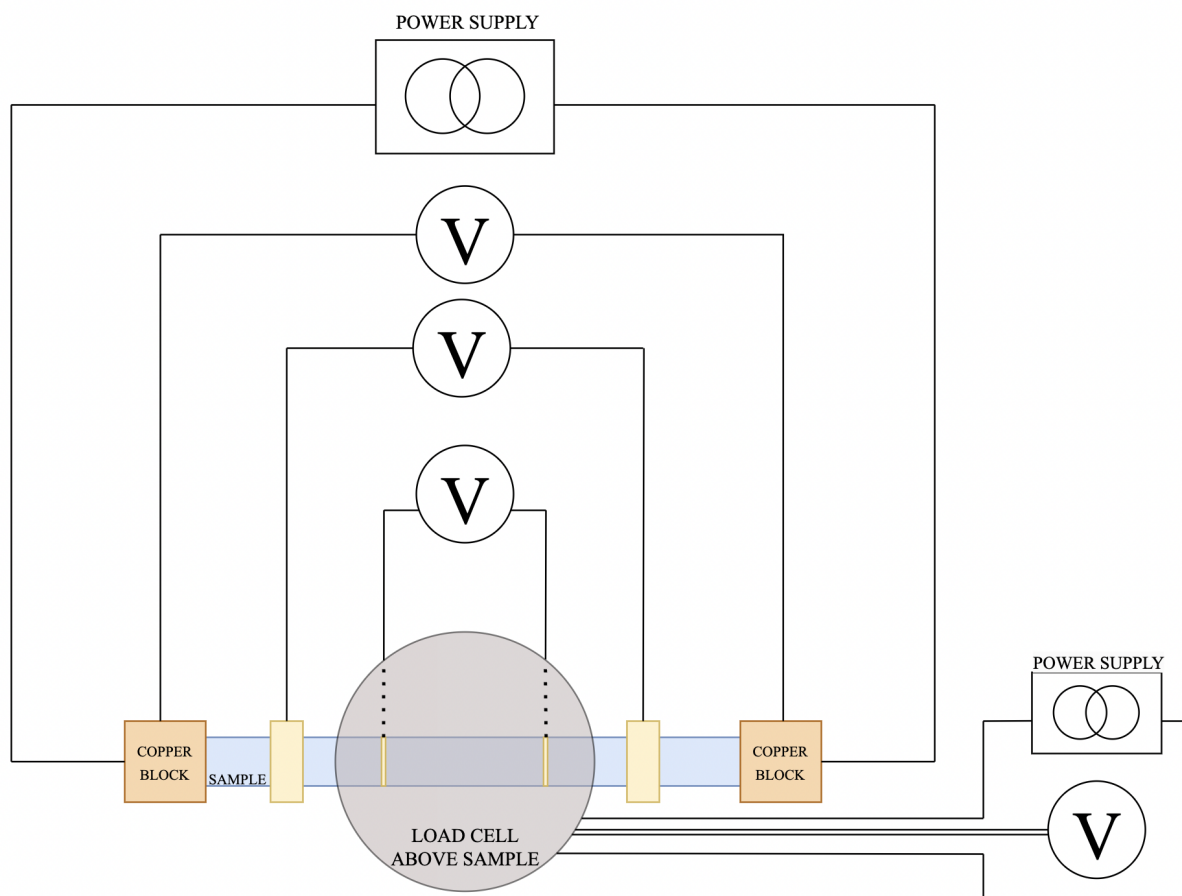 POWER SUPPLY
V
V
V
POWER SUPPLY
COPPER
BLOCK
SAMPLE
COPPER
BLOCK
LOAD CELL
ABOVE SAMPLE
V